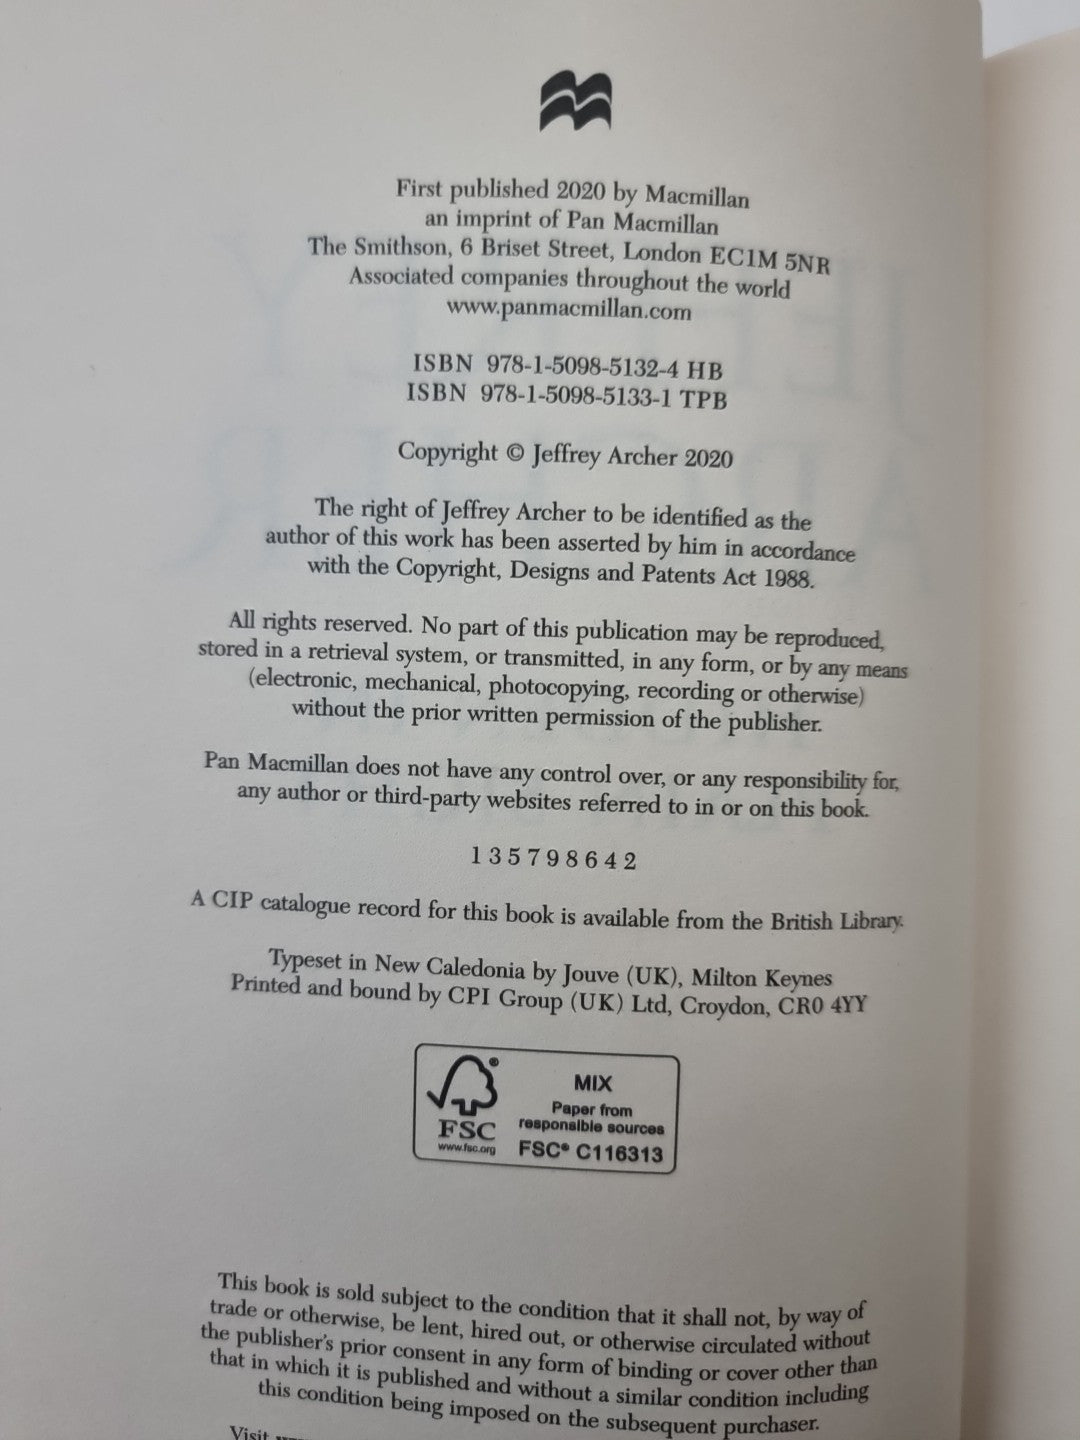 First published 2020 by Macmillan
an imprint of Pan Macmillan
The Smithson, 6 Briset Street, London EC1M 5NR
Associated companies throughout the world
www.panmacmillan.com
ISBN 978-1-5098-5132-4 HB
ISBN 978-1-5098-5133-1 TPB
Copyright © Jeffrey Archer 2020
The right of Jeffrey Archer to be identified as the
author of this work has been asserted by him in accordance
with the Copyright, Designs and Patents Act 1988.
All rights reserved. No part of this publication may be reproduced,
stored in a retrieval system, or transmitted, in any form, or by any means
(electronic, mechanical, photocopying, recording or otherwise)
without the prior written permission of the publisher.
Pan Macmillan does not have any control over, or any responsibility for,
any author or third-party websites referred to in or on this book.
1 3 5 7 9 8 6 4 2
A CIP catalogue record for this book is available from the British Library.
Typeset in New Caledonia by Jouve (UK), Milton Keynes
Printed and bound by CPI Group (UK) Ltd, Croydon, CR0 4YY
FSC
www.fsc.org
MIX
Paper from
responsible sources
FSC® C116313
This book is sold subject to the condition that it shall not, by way of
trade or otherwise, be lent, hired out, or otherwise circulated without
the publisher's prior consent in any form of binding or cover other than
that in which it is published and without a similar condition including
this condition being imposed on the subsequent purchaser.
Visit